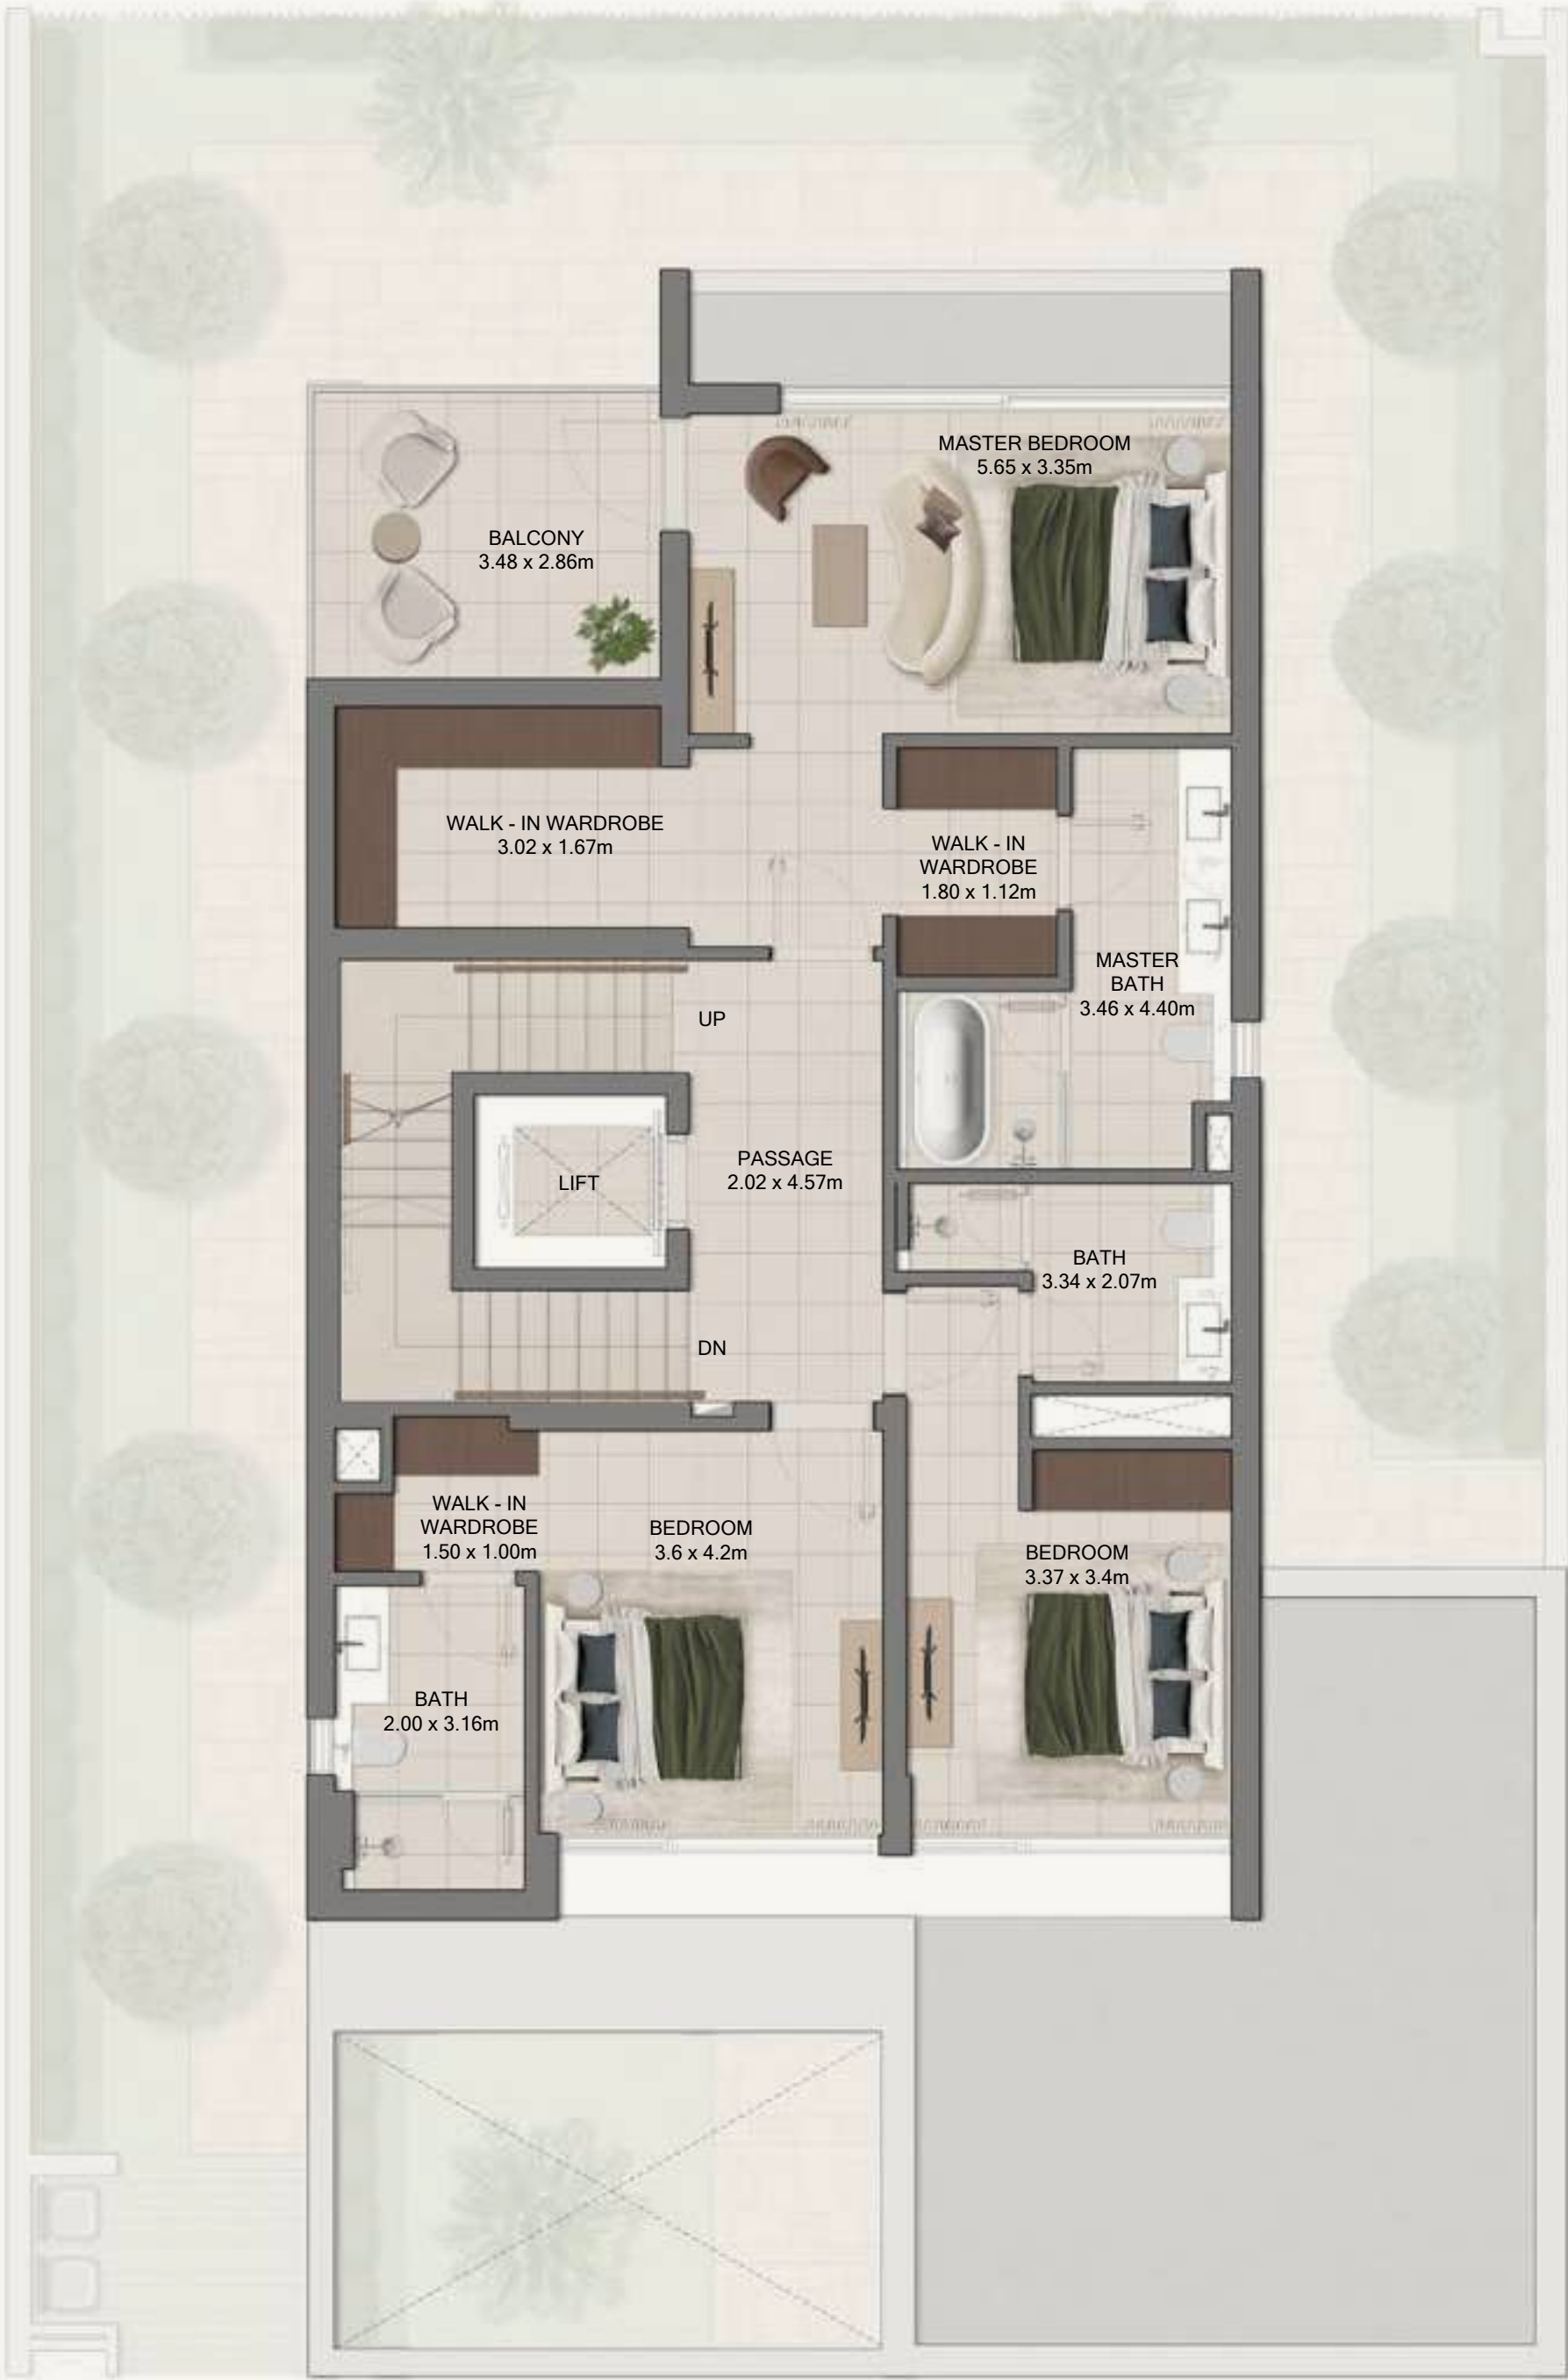 MASTER BEDROOM
5.65 x 3.35m
BALCONY
3.48 x 2.86m
WALK - IN WARDROBE
3.02 x 1.67m
WALK - IN
WARDROBE
1.80 x 1.12m
MASTER
BATH
3.46 x 4.40m
UP
LIFT
PASSAGE
2.02 x 4.57m
BATH
3.34 x 2.07m
DN
WALK - IN
WARDROBE
1.50 x 1.00m
BEDROOM
3.6 x 4.2m
BEDROOM
3.37 x 3.4m
BATH
2.00 x 3.16m